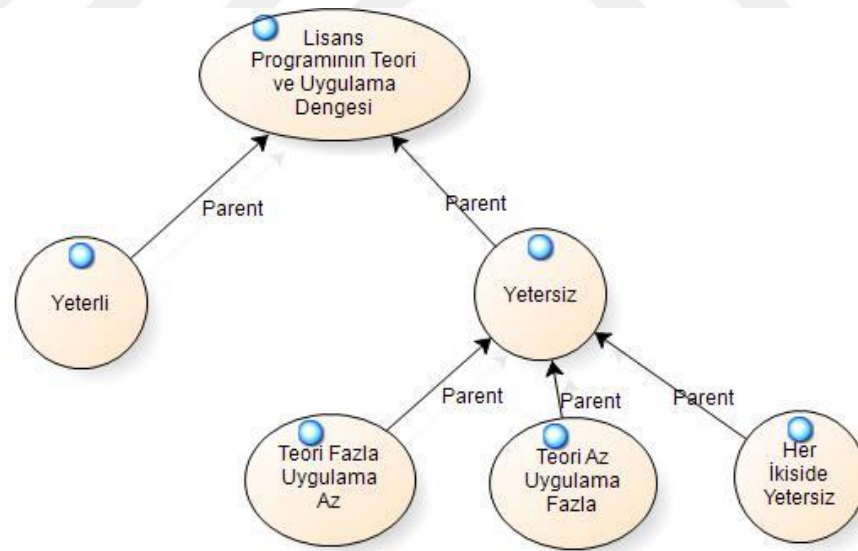 Lisans
Programının Teori
ve Uygulama
Dengesi
Parent
Parent
Yeterli
Yetersiz
Parent
Parent
Parent
Teori Fazla
Uygulama
Az
Teori Az
Uygulama
Fazla
Her
İkiside
Yetersiz